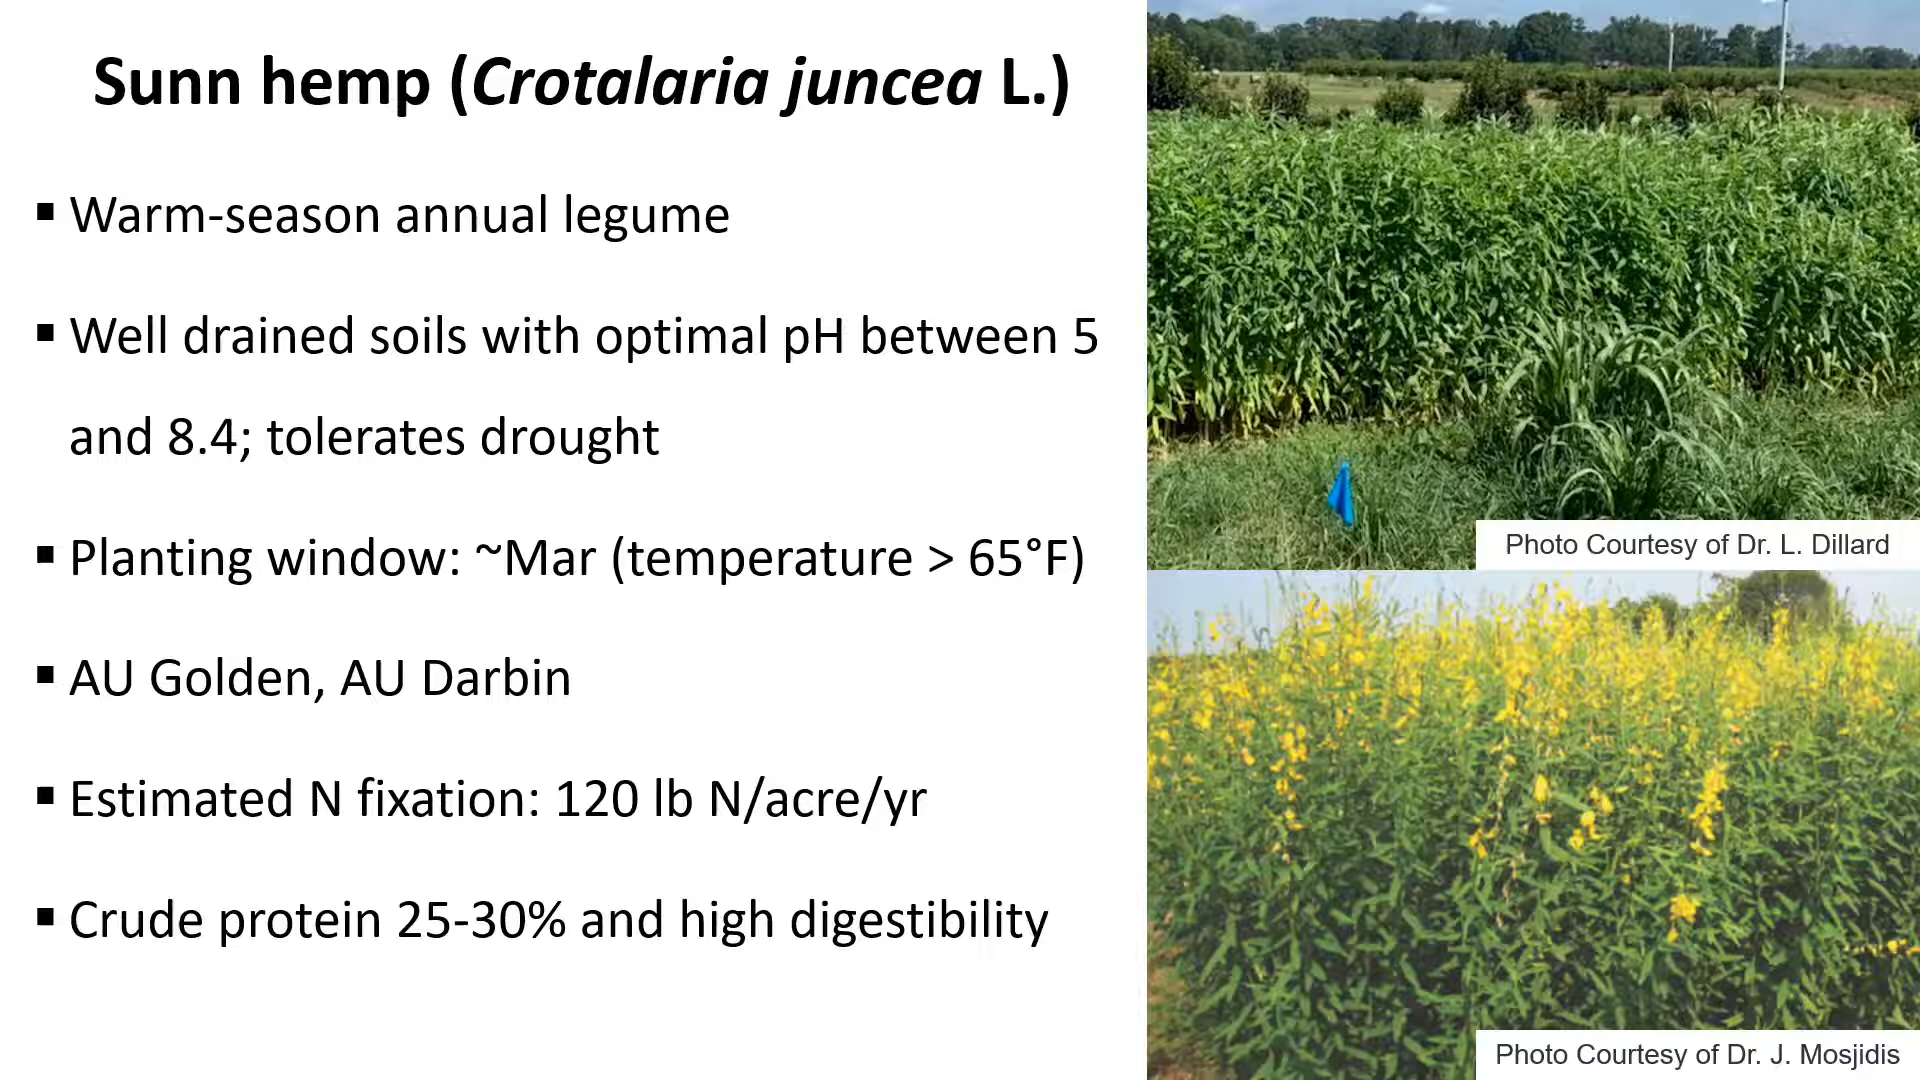 Sunn hemp (Crotalaria juncea L.)
▪ Warm-season annual legume
▪ Well drained soils with optimal pH between 5
and 8.4; tolerates drought
▪ Planting window: ~Mar (temperature > 65°F)
▪ AU Golden, AU Darbin
▪ Estimated N fixation: 120 lb N/acre/yr
▪ Crude protein 25-30% and high digestibility
Photo Courtesy of Dr. L. Dillard
Photo Courtesy of Dr. J. Mosjidis